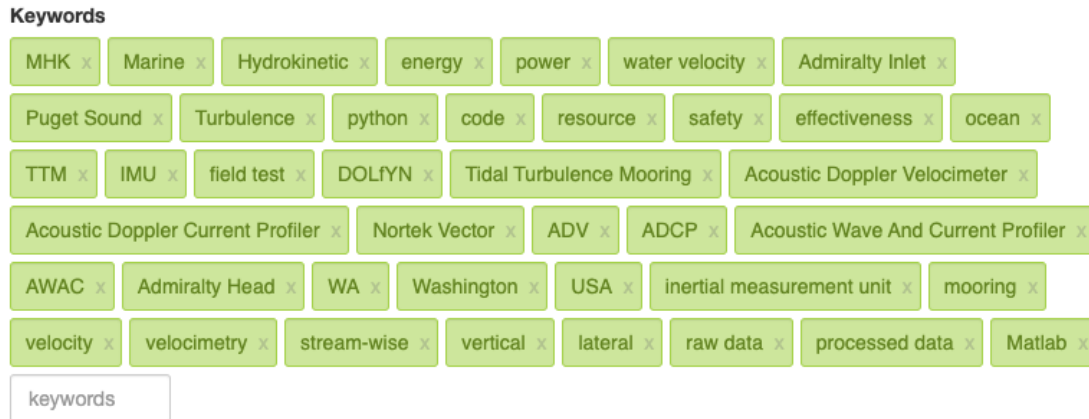 Keywords
MHK x Marine x Hydrokinetic x energy x power x water velocity x Admiralty Inlet x
Puget Sound x Turbulence x python x code x resource x safety x effectiveness x ocean x
TTM x IMU x field test x DOLfYN x Tidal Turbulence Mooring x Acoustic Doppler Velocimeter x
Acoustic Doppler Current Profiler x Nortek Vector x ADV x ADCP x Acoustic Wave And Current Profiler x
AWAC x Admiralty Head x WA x Washington x USA x inertial measurement unit x mooring x
velocity x velocimetry x stream-wise x vertical x lateral x raw data x processed data x Matlab x
keywords